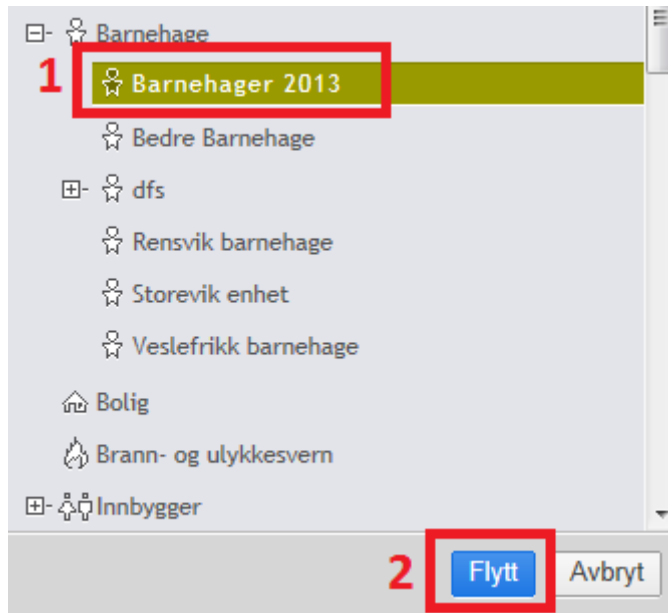 Barnehage
1 Barnehager 2013
Bedre Barnehage
dfs
Rensvik barnehage
Storevik enhet
Veslefrikk barnehage
Bolig
Brann- og ulykkesvern
Innbygger
2 Flytt Avbryt